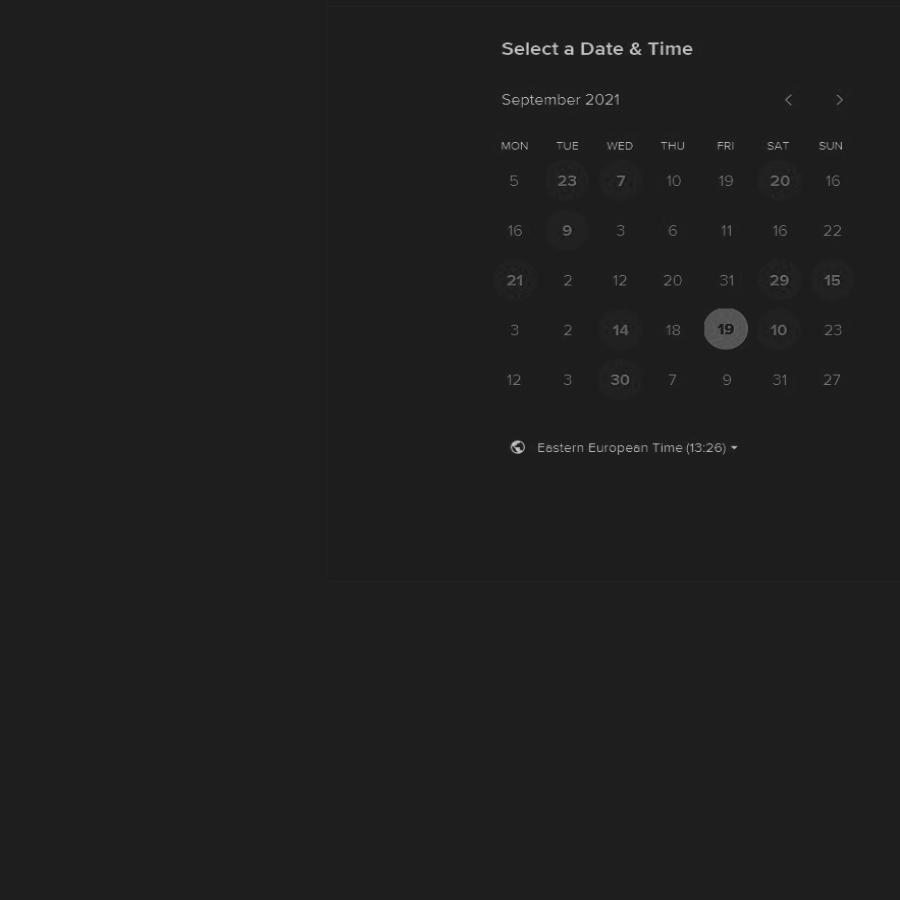 Select a Date & Time
September 2021
MON TUE WED THU FRI SAT SUN
5 23 7 10 19 20 16
16 9 3 6 11 16 22
21 2 12 20 31 29 15
3 2 14 18 19 10 23
12 3 30 7 9 31 27
Eastern European Time (13:26)